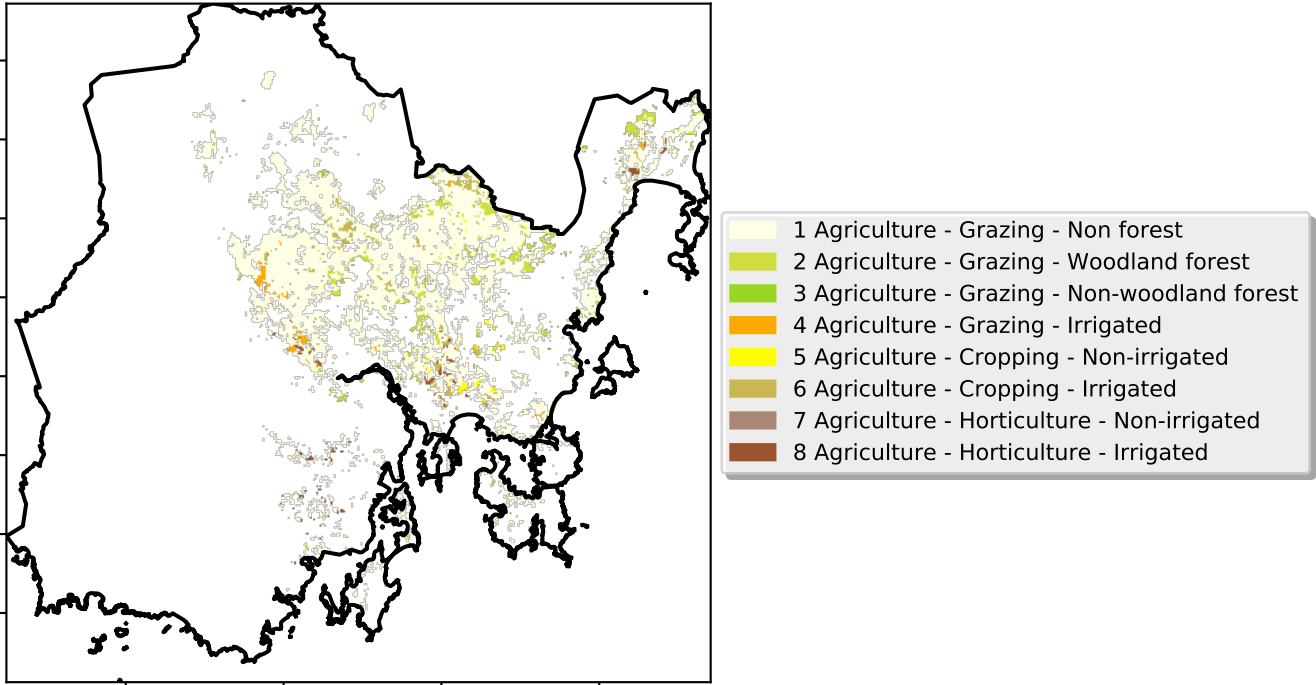 1 Agriculture - Grazing - Non forest
2 Agriculture - Grazing - Woodland forest
3 Agriculture - Grazing - Non-woodland forest
4 Agriculture - Grazing - Irrigated
5 Agriculture - Cropping - Non-irrigated
6 Agriculture - Cropping - Irrigated
7 Agriculture - Horticulture - Non-irrigated
8 Agriculture - Horticulture - Irrigated